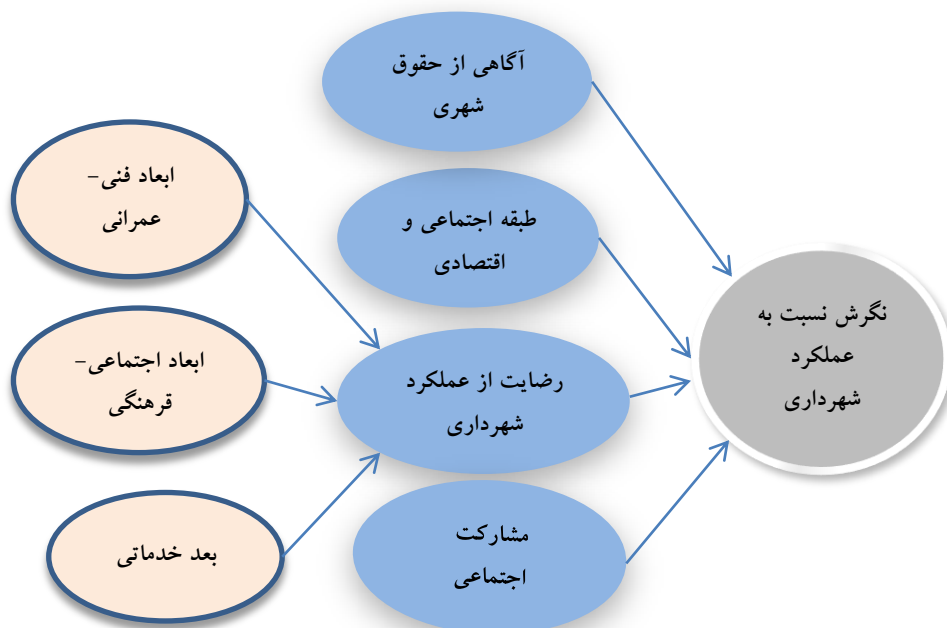 آگاهی از حقوق
شهری
ابعاد فنی–
عمرانی
طبقه اجتماعی و
اقتصادی
نگرش نسبت به
عملکرد
شهرداری
ابعاد اجتماعی–
قرهنگی
رضایت از عملکرد
شهرداری
بعد خدماتی
مشارکت
اجتماعی